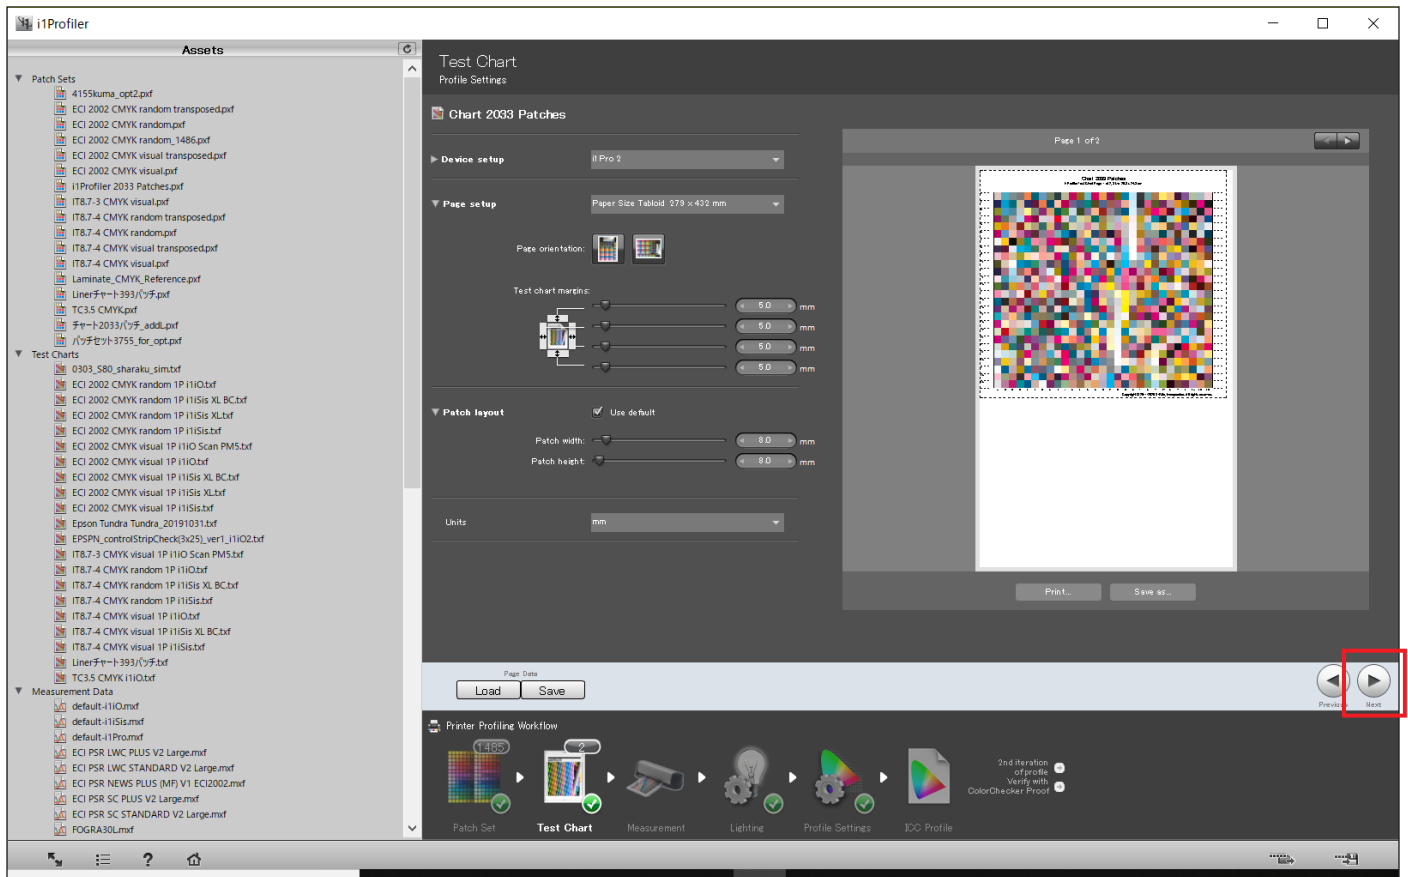 i1Profiler
Assets
Patch Sets
4155kuma_opt2.pxf
ECI 2002 CMYK random transposed.pxf
ECI 2002 CMYK random.pxf
ECI 2002 CMYK random_1486.pxf
ECI 2002 CMYK visual transposed.pxf
ECI 2002 CMYK visual.pxf
i1Profiler 2033 Patches.pxf
IT8.7-3 CMYK visual.pxf
IT8.7-4 CMYK random transposed.pxf
IT8.7-4 CMYK random.pxf
IT8.7-4 CMYK visual transposed.pxf
IT8.7-4 CMYK visual.pxf
Laminate_CMYK_Reference.pxf
Linerチャート393パッチ.pxf
TC3.5 CMYK.pxf
チャート2033パッチ_addL.pxf
パッチセット3755_for_opt.pxf
Test Charts
0303_S80_sharaku_sim.txf
ECI 2002 CMYK random 1P i1iO.txf
ECI 2002 CMYK random 1P i1iSis XL BC.txf
ECI 2002 CMYK random 1P i1iSis XL.txf
ECI 2002 CMYK random 1P i1iSis.txf
ECI 2002 CMYK visual 1P i1iO Scan PM5.txf
ECI 2002 CMYK visual 1P i1iO.txf
ECI 2002 CMYK visual 1P i1iSis XL BC.txf
ECI 2002 CMYK visual 1P i1iSis XL.txf
ECI 2002 CMYK visual 1P i1iSis.txf
Epson Tundra Tundra_20191031.txf
EPSPN_controlStripCheck(3x25)_ver1_i1iO2.txf
IT8.7-3 CMYK visual 1P i1iO Scan PM5.txf
IT8.7-4 CMYK random 1P i1iO.txf
IT8.7-4 CMYK random 1P i1iSis XL BC.txf
IT8.7-4 CMYK random 1P i1iSis.txf
IT8.7-4 CMYK visual 1P i1iO.txf
IT8.7-4 CMYK visual 1P i1iSis XL BC.txf
IT8.7-4 CMYK visual 1P i1iSis.txf
Linerチャート393パッチ.txf
TC3.5 CMYK i1iO.txf
Measurement Data
default-i1iO.mxf
default-i1iSis.mxf
default-i1Pro.mxf
ECI PSR LWC PLUS V2 Large.mxf
ECI PSR LWC STANDARD V2 Large.mxf
ECI PSR NEWS PLUS (MF) V1 ECI2002.mxf
ECI PSR SC PLUS V2 Large.mxf
ECI PSR SC STANDARD V2 Large.mxf
FOGRA30L.mxf
Test Chart
Profile Settings
Chart 2033 Patches
Device setup
i1 Pro 2
Page setup
Paper Size Tabloid 279 x 432 mm
Page orientation:
Test chart margins:
5.0 mm
5.0 mm
5.0 mm
5.0 mm
Patch layout
Use default
Patch width:
8.0 mm
Patch height:
8.0 mm
Units
mm
Page 1 of 2
Chart 2033 Patches
Print...
Save as...
Page Data
Load
Save
Previous
Next
Printer Profiling Workflow
1485
2
Patch Set
Test Chart
Measurement
Lighting
Profile Settings
ICC Profile
2nd iteration
of profile
Verify with
ColorChecker Proof
?